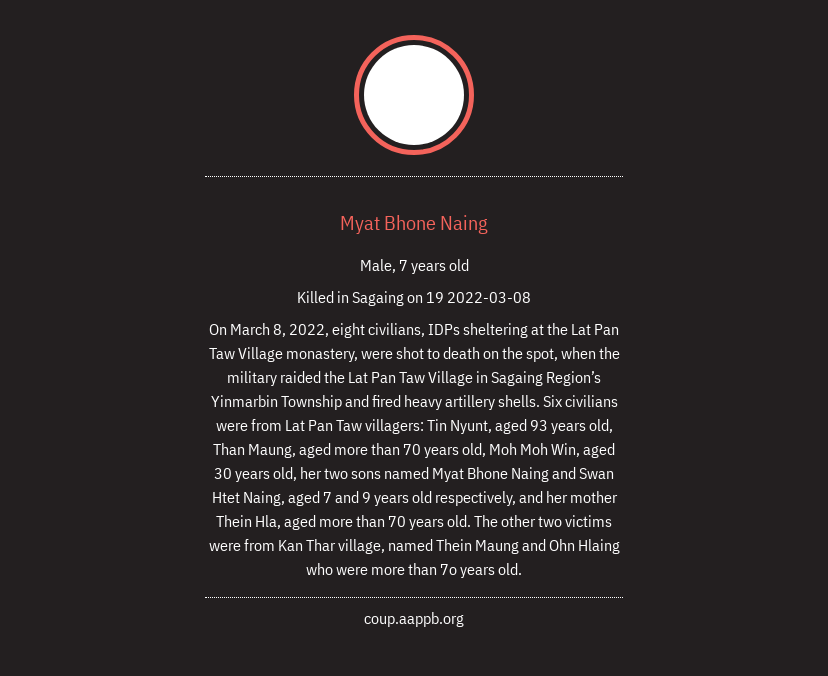 Myat Bhone Naing
Male, 7 years old
Killed in Sagaing on 19 2022-03-08
On March 8, 2022, eight civilians, IDPs sheltering at the Lat Pan
Taw Village monastery, were shot to death on the spot, when the
military raided the Lat Pan Taw Village in Sagaing Region’s
Yinmarbin Township and fired heavy artillery shells. Six civilians
were from Lat Pan Taw villagers: Tin Nyunt, aged 93 years old,
Than Maung, aged more than 70 years old, Moh Moh Win, aged
30 years old, her two sons named Myat Bhone Naing and Swan
Htet Naing, aged 7 and 9 years old respectively, and her mother
Thein Hla, aged more than 70 years old. The other two victims
were from Kan Thar village, named Thein Maung and Ohn Hlaing
who were more than 7o years old.
coup.aappb.org